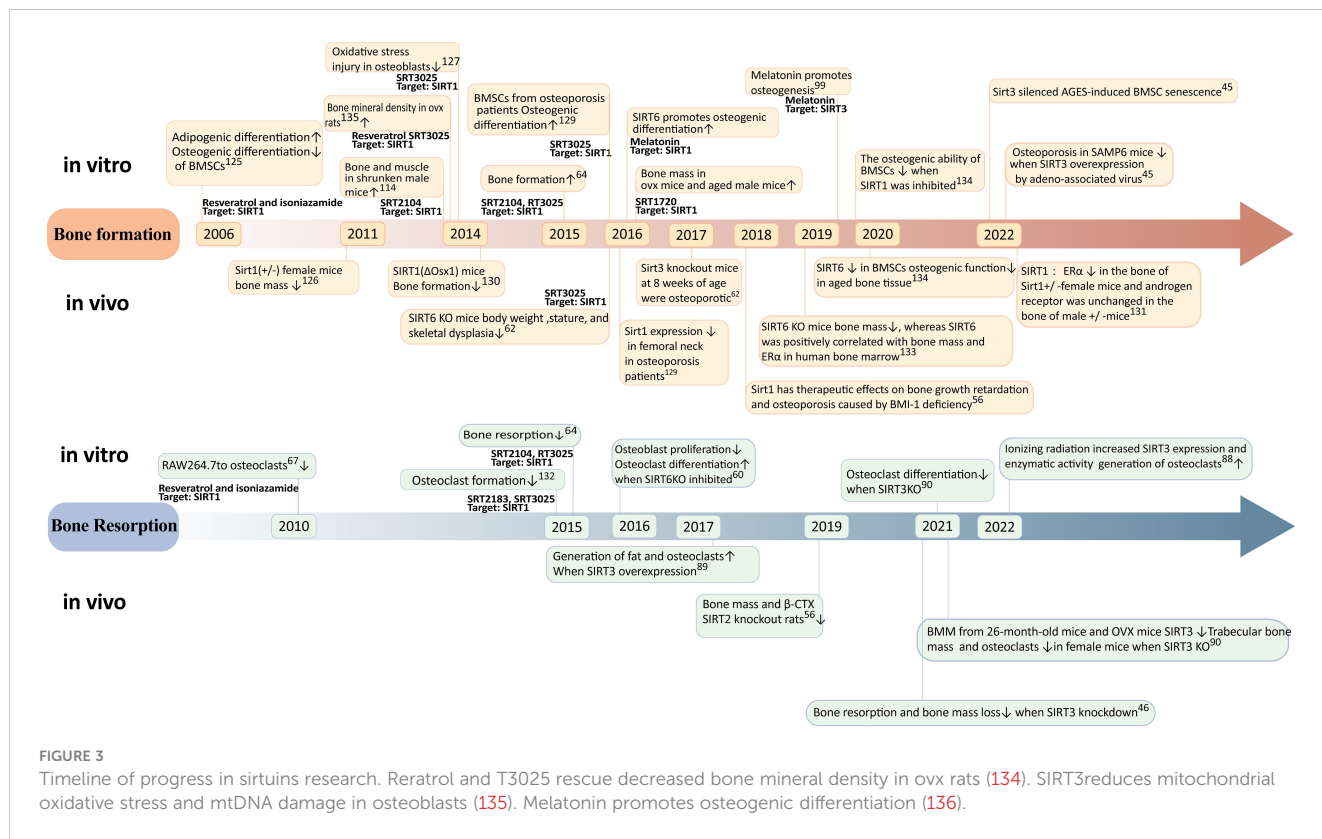 Oxidative stress
injury in osteoblasts↓127
SRT3025
Target: SIRT1
Bone mineral density in ovx
rats135↑
Resveratrol SRT3025
Target: SIRT1
Bone and muscle
in shrunken male
mice↑114
SRT2104
Target: SIRT1
Adipogenic differentiation↑
Osteogenic differentiation↓
of BMSCs125
Resveratrol and isoniazamide
Target: SIRT1
BMSCs from osteoporosis
patients Osteogenic
differentiation
↑129
SRT3025
Target: SIRT1
Bone formation↑64
SRT2104, RT3025
Target: SIRT1
SIRT6 promotes osteogenic
differentiation↑
Melatonin
Target: SIRT1
Bone mass in
ovx mice and aged male mice↑
SRT1720
Target: SIRT1
Melatonin promotes
osteogenesis99
Melatonin
Target: SIRT3
The osteogenic ability of
BMSCs ↓ when
SIRT1 was inhibited134
Sirt3 silenced AGES-induced BMSC senescence45
Osteoporosis in SAMP6 mice ↓
when SIRT3 overexpression
by adeno-associated virus
45
in vitro
Bone formation
2006
2011
2014
2015
2016
2017
2018
2019
2020
2022
in vivo
Sirt1(+/-) female mice
bone mass ↓126
SIRT1(ΔOsx1) mice
Bone formation↓130
SRT3025
Target: SIRT1
SIRT6 KO mice body weight ,stature, and
skeletal dysplasia↓62
Sirt1 expression ↓
in femoral neck
in osteoporosis
patients129
Sirt3 knockout mice
at 8 weeks of age
were osteoporotic62
SIRT6 ↓ in BMSCs osteogenic function↓
in aged bone tissue134
SIRT6 KO mice bone mass↓, whereas SIRT6
was positively correlated with bone mass and
ERα in human bone marrow133
Sirt1 has therapeutic effects on bone growth retardation
and osteoporosis caused by BMI-1 deficiency56
SIRT1 : ERα ↓ in the bone of
Sirt1+/ -female mice and androgen
receptor was unchanged in the
bone of male +/ -mice131
in vitro
RAW264.7to osteoclasts67↓
Resveratrol and isoniazamide
Target: SIRT1
Bone resorption↓64
SRT2104, RT3025
Target: SIRT1
Osteoclast formation↓132
SRT2183, SRT3025
Target: SIRT1
Osteoblast proliferation↓
Osteoclast differentiation↑
when SIRT6KO inhibited60
Osteoclast differentiation↓
when SIRT3KO90
Ionizing radiation increased SIRT3 expression and
enzymatic activity generation of osteoclasts88↑
Bone Resorption
2010
2015
2016
2017
2019
2021
2022
in vivo
Generation of fat and osteoclasts↑
When SIRT3 overexpression89
Bone mass and β-CTX
SIRT2 knockout rats56↓
BMM from 26-month-old mice and OVX mice SIRT3 ↓Trabecular bone
mass and osteoclasts ↓in female mice when SIRT3 KO90
Bone resorption and bone mass loss↓ when SIRT3 knockdown46
FIGURE 3
Timeline of progress in sirtuins research. Reratrol and T3025 rescue decreased bone mineral density in ovx rats (134). SIRT3reduces mitochondrial
oxidative stress and mtDNA damage in osteoblasts (135). Melatonin promotes osteogenic differentiation (136).